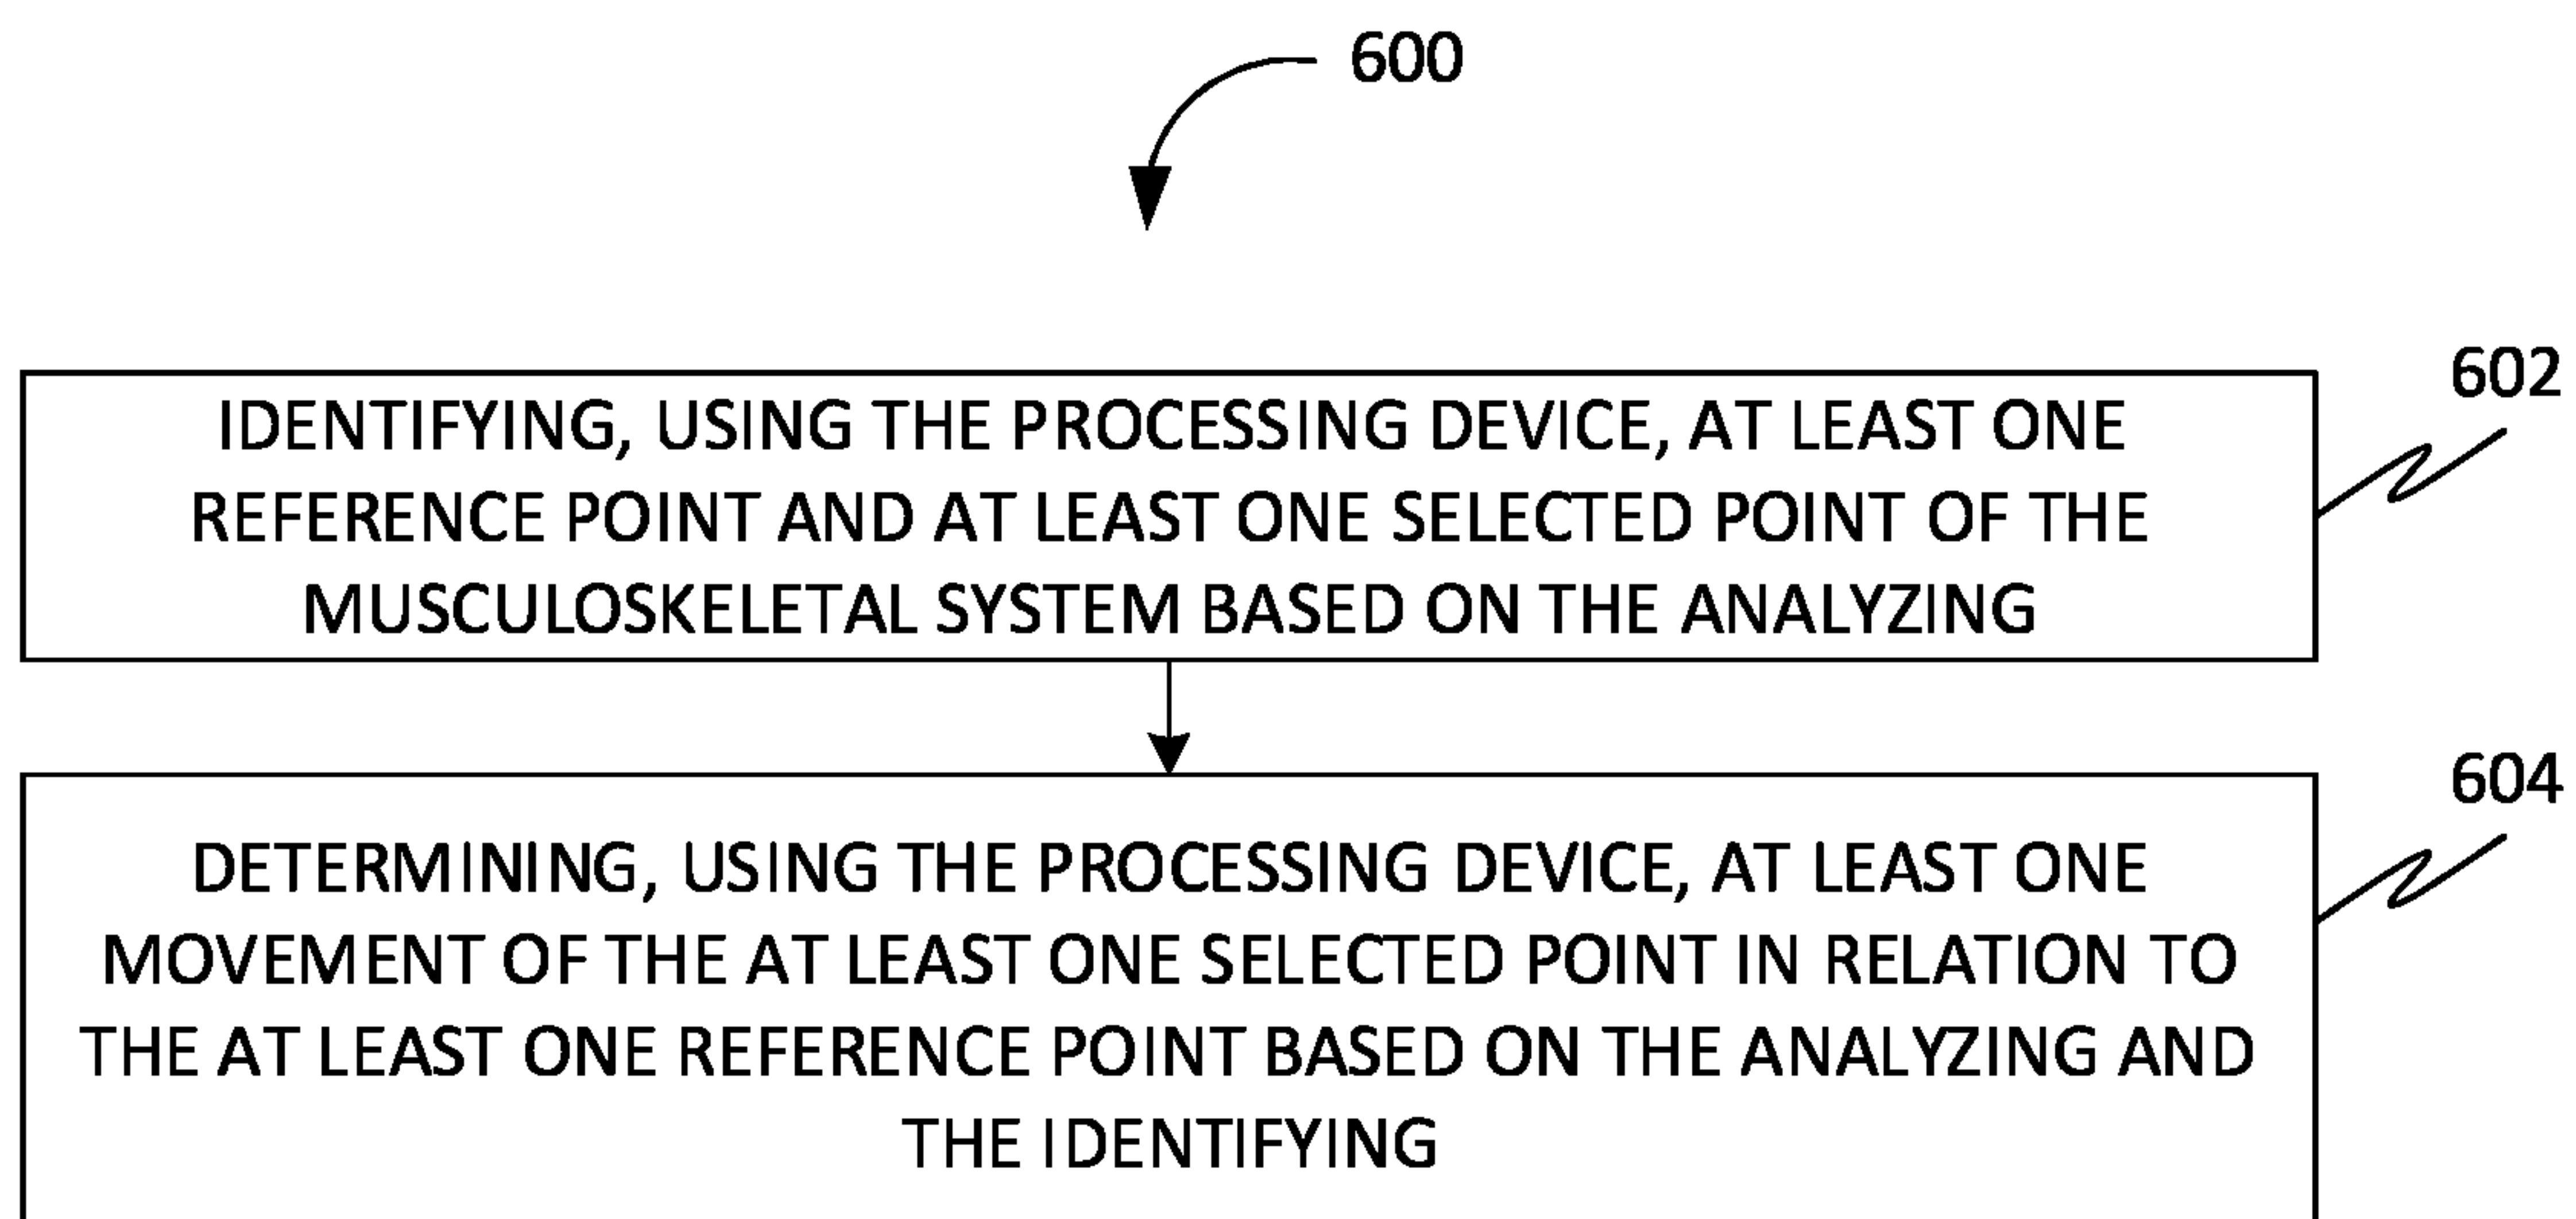 600
602
IDENTIFYING, USING THE PROCESSING DEVICE, AT LEAST ONE
REFERENCE POINT AND AT LEAST ONE SELECTED POINT OF THE
MUSCULOSKELETAL SYSTEM BASED ON THE ANALYZING
604
DETERMINING, USING THE PROCESSING DEVICE, AT LEAST ONE
MOVEMENT OF THE AT LEAST ONE SELECTED POINT IN RELATION TO
THE AT LEAST ONE REFERENCE POINT BASED ON THE ANALYZING AND
THE IDENTIFYING